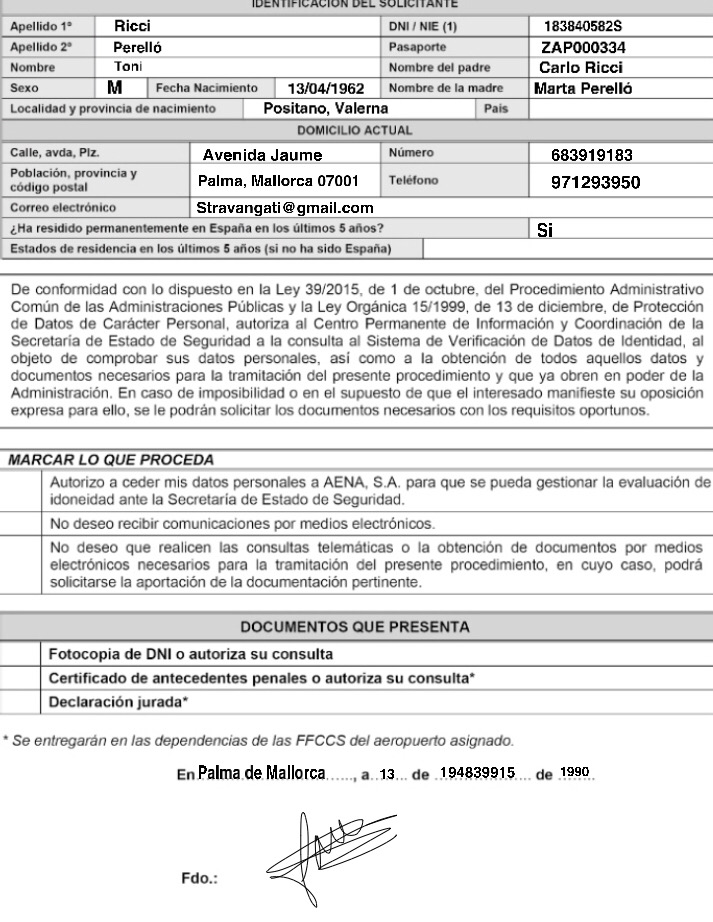 IDENTIFICACIÓN DEL SOLICITANTE
Apellido 1º Ricci DNI / NIE (1) 183840582S
Apellido 2º Perelló Pasaporte ZAP000334
Nombre Toni Nombre del padre Carlo Ricci
Sexo M Fecha Nacimiento 13/04/1962 Nombre de la madre Marta Perelló
Localidad y provincia de nacimiento Positano, Valerna País
DOMICILIO ACTUAL
Calle, avda, Plz. Avenida Jaume Número 683919183
Población, provincia y
código postal Palma, Mallorca 07001 Teléfono 971293950
Correo electrónico Stravangati@gmail.com
¿Ha residido permanentemente en España en los últimos 5 años? Si
Estados de residencia en los últimos 5 años (si no ha sido España)
De conformidad con lo dispuesto en la Ley 39/2015, de 1 de octubre, del Procedimiento Administrativo
Común de las Administraciones Públicas y la Ley Orgánica 15/1999, de 13 de diciembre, de Protección
de Datos de Carácter Personal, autoriza al Centro Permanente de Información y Coordinación de la
Secretaría de Estado de Seguridad a la consulta al Sistema de Verificación de Datos de Identidad, al
objeto de comprobar sus datos personales, así como a la obtención de todos aquellos datos y
documentos necesarios para la tramitación del presente procedimiento y que ya obren en poder de la
Administración. En caso de imposibilidad o en el supuesto de que el interesado manifieste su oposición
expresa para ello, se le podrán solicitar los documentos necesarios con los requisitos oportunos.
MARCAR LO QUE PROCEDA
Autorizo a ceder mis datos personales a AENA, S.A. para que se pueda gestionar la evaluación de
idoneidad ante la Secretaría de Estado de Seguridad.
No deseo recibir comunicaciones por medios electrónicos.
No deseo que realicen las consultas telemáticas o la obtención de documentos por medios
electrónicos necesarios para la tramitación del presente procedimiento, en cuyo caso, podrá
solicitarse la aportación de la documentación pertinente.
DOCUMENTOS QUE PRESENTA
Fotocopia de DNI o autoriza su consulta
Certificado de antecedentes penales o autoriza su consulta*
Declaración jurada*
* Se entregarán en las dependencias de las FFCCS del aeropuerto asignado.
En Palma de Mallorca......, a..13... de .194839915.... de .1990..
Fdo.: